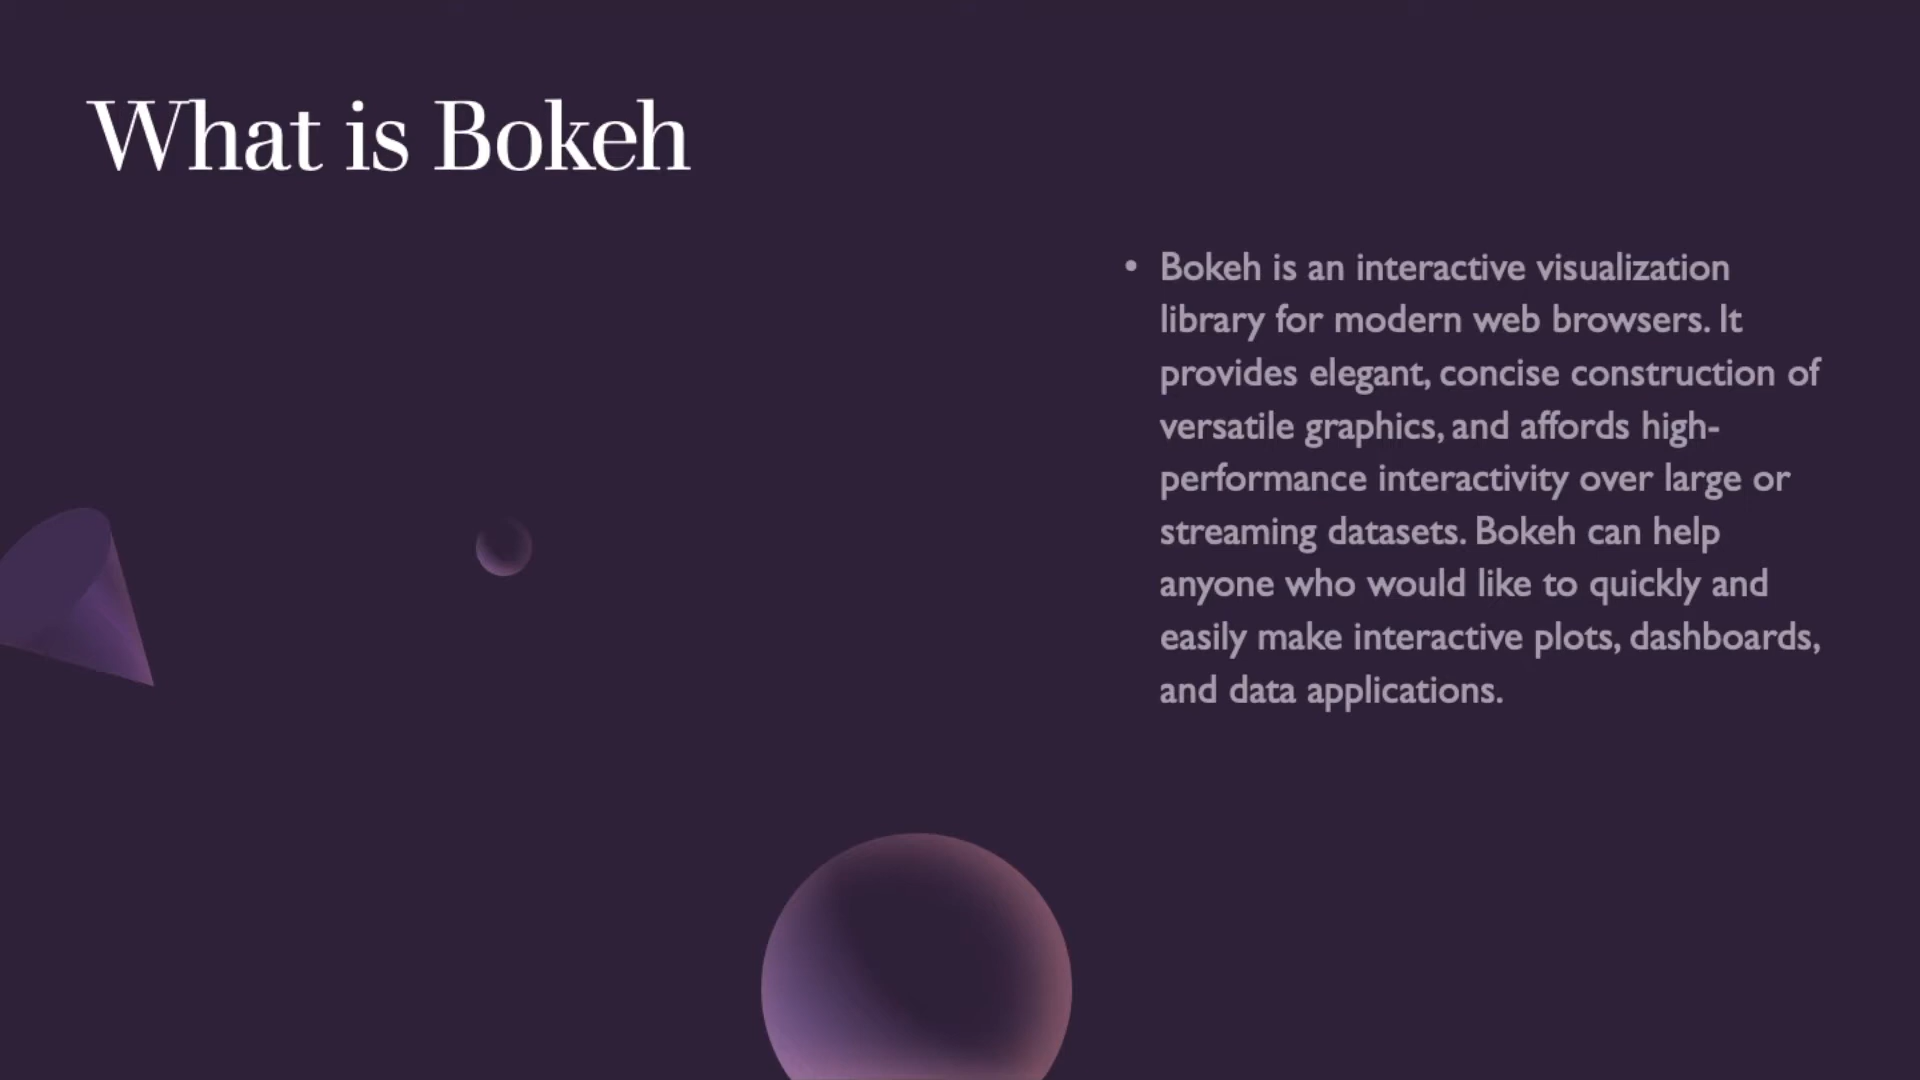 What is Bokeh
• Bokeh is an interactive visualization
library for modern web browsers. It
provides elegant, concise construction of
versatile graphics, and affords high-
performance interactivity over large or
streaming datasets. Bokeh can help
anyone who would like to quickly and
easily make interactive plots, dashboards,
and data applications.